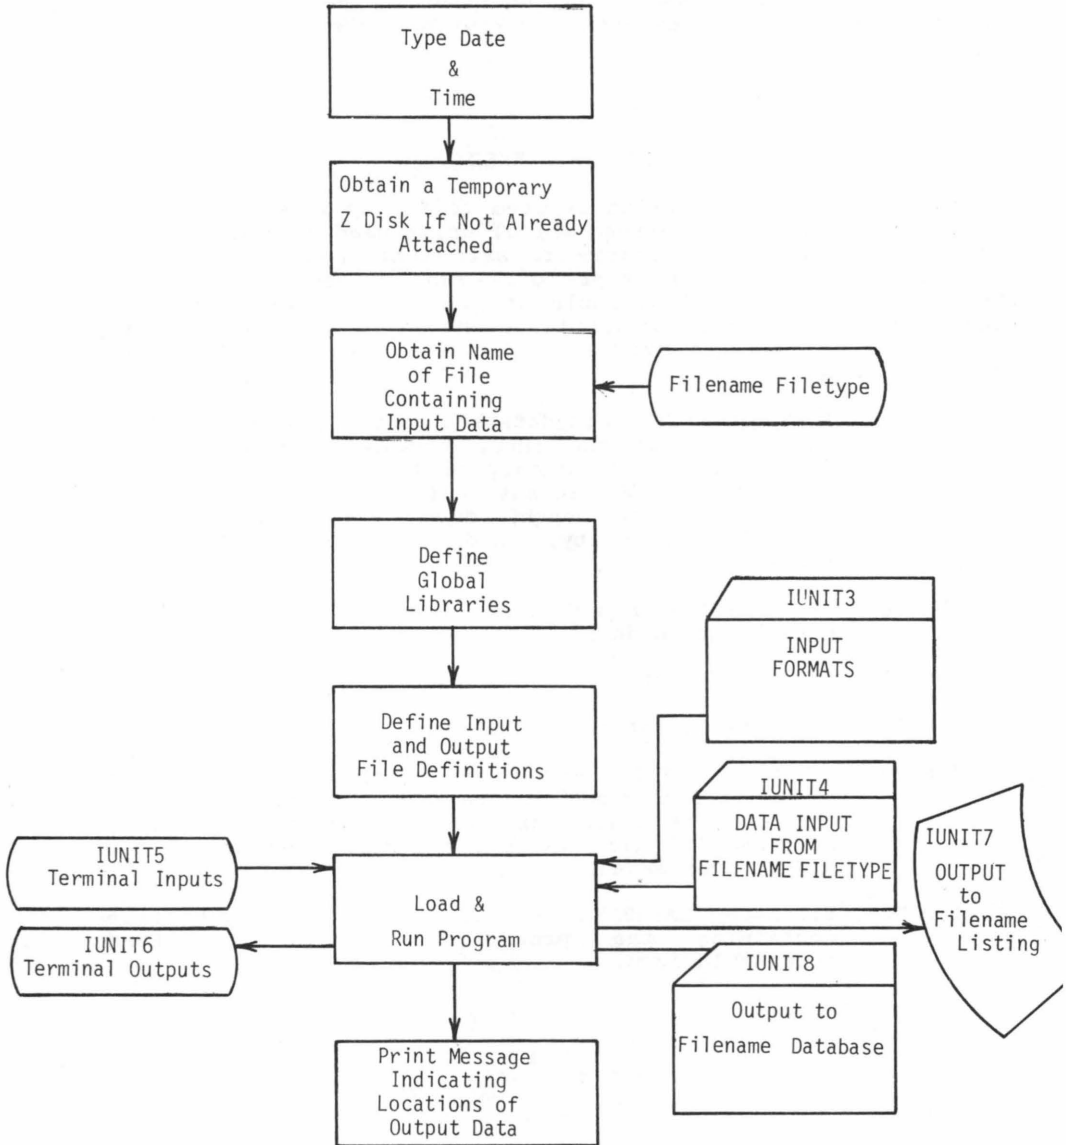 Type Date
&
Time
Obtain a Temporary
Z Disk If Not Already
Attached
Obtain Name
of File
Containing
Input Data
Filename Filetype
Define
Global
Libraries
IUNIT3
INPUT
FORMATS
Define Input
and Output
File Definitions
IUNIT4
DATA INPUT
FROM
FILENAME FILETYPE
IUNIT7
OUTPUT
to
Filename
Listing
IUNIT5
Terminal Inputs
Load &
Run Program
IUNIT6
Terminal Outputs
IUNIT8
Output to
Filename Database
Print Message
Indicating
Locations of
Output Data